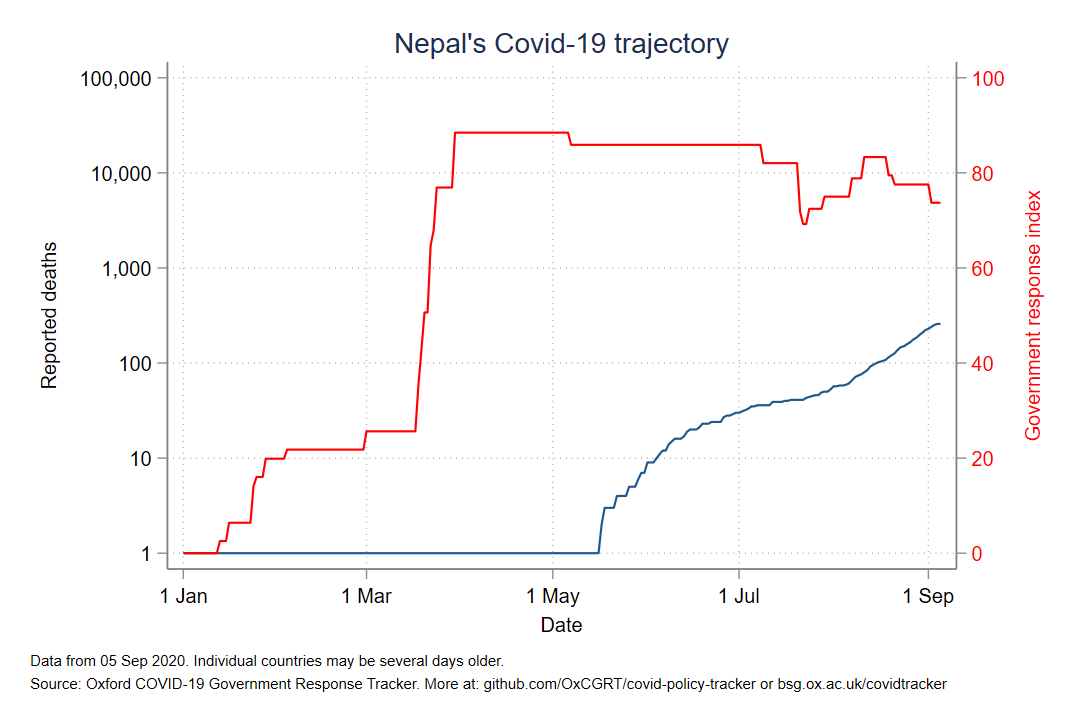 Nepal's Covid-19 trajectory
100,000
10,000
1,000
100
10
1
Reported deaths
100
80
60
40
20
0
Government response index
1 Jan
1 Mar
1 May
1 Jul
1 Sep
Date
Data from 05 Sep 2020. Individual countries may be several days older.
Source: Oxford COVID-19 Government Response Tracker. More at: github.com/OxCGRT/covid-policy-tracker or bsg.ox.ac.uk/covidtracker